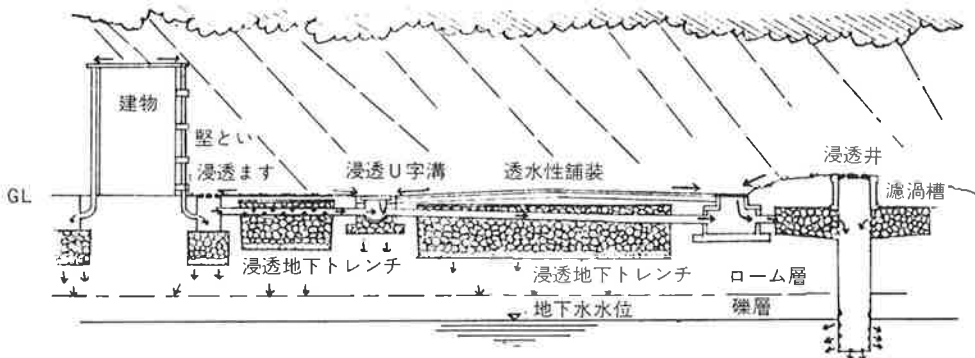 建物
堅とい
浸透ます
浸透U字溝
透水性舗装
浸透井
GL
濾過槽
浸透地下トレンチ
浸透地下トレンチ
ローム層
地下水水位
礫層